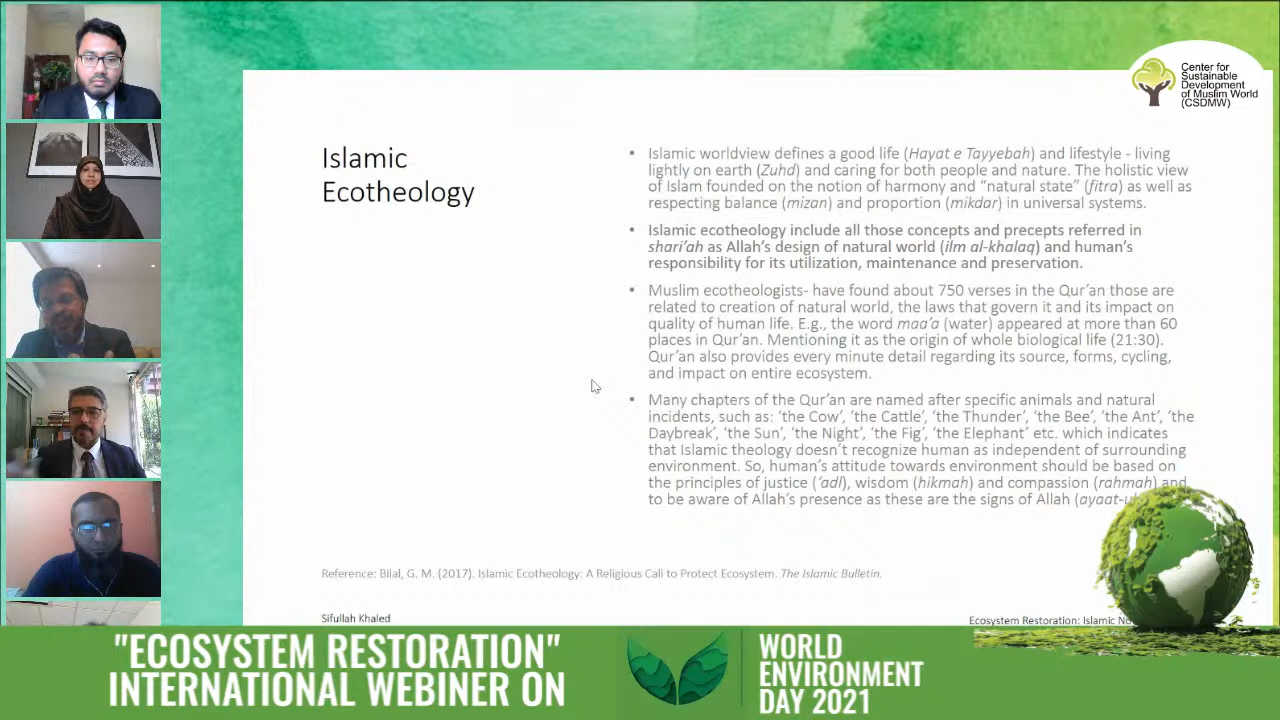 Center for
Sustainable
Development
of Muslim World
(CSDMW)
Islamic
Ecotheology
• Islamic worldview defines a good life (Hayat e Tayyebah) and lifestyle - living
lightly on earth (Zuhd) and caring for both people and nature. The holistic view
of Islam founded on the notion of harmony and “natural state” (fitra) as well as
respecting balance (mizan) and proportion (mikdar) in universal systems.
• Islamic ecotheology include all those concepts and precepts referred in
shari’ah as Allah’s design of natural world (ilm al-khalaq) and human’s
responsibility for its utilization, maintenance and preservation.
• Muslim ecotheologists- have found about 750 verses in the Qur’an those are
related to creation of natural world, the laws that govern it and its impact on
quality of human life. E.g., the word maa’a (water) appeared at more than 60
places in Qur’an. Mentioning it as the origin of whole biological life (21:30).
Qur’an also provides every minute detail regarding its source, forms, cycling,
and impact on entire ecosystem.
• Many chapters of the Qur’an are named after specific animals and natural
incidents, such as: ‘the Cow’, ‘the Cattle’, ‘the Thunder’, ‘the Bee’, ‘the Ant’, ‘the
Daybreak’, ‘the Sun’, ‘the Night’, ‘the Fig’, ‘the Elephant’ etc. which indicates
that Islamic theology doesn’t recognize human as independent of surrounding
environment. So, human’s attitude towards environment should be based on
the principles of justice (‘adl), wisdom (hikmah) and compassion (rahmah) and
to be aware of Allah’s presence as these are the signs of Allah
Reference: Bilal, G. M. (2017). Islamic Ecotheology: A Religious Call to Protect Ecosystem. The Islamic Bulletin.
Sifullah Khaled
Ecosystem Restoration: Islamic
"ECOSYSTEM RESTORATION"
INTERNATIONAL WEBINER ON
WORLD
ENVIRONMENT
DAY 2021